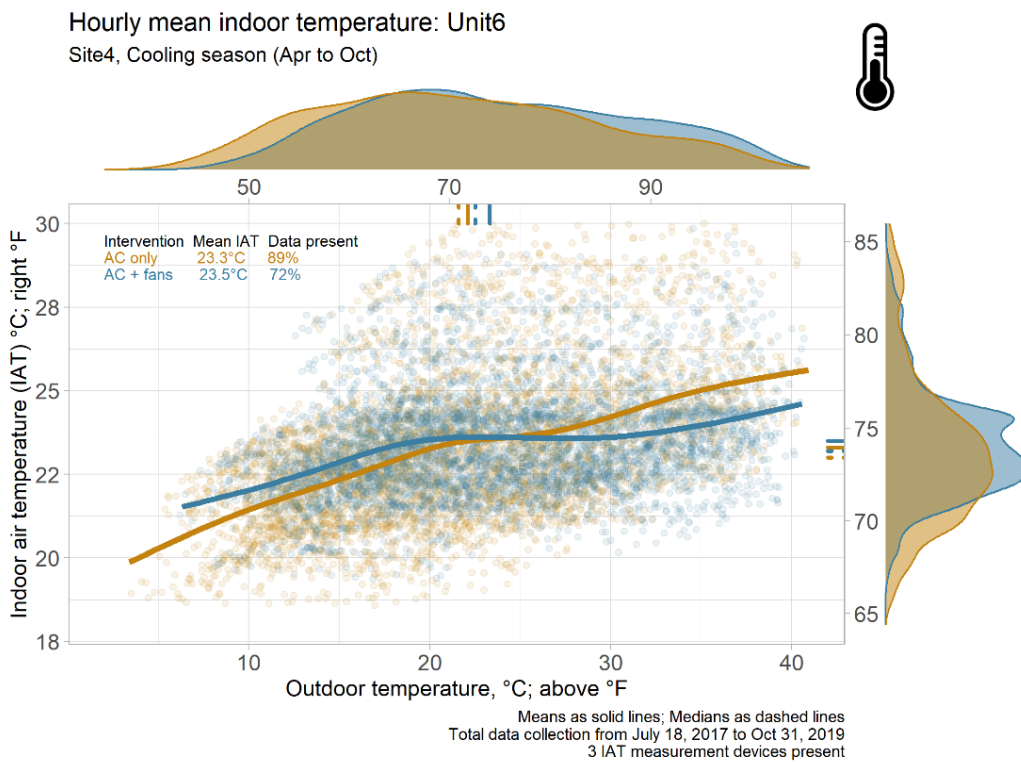 Hourly mean indoor temperature: Unit6
Site4, Cooling season (Apr to Oct)
50 70 90
Intervention Mean IAT Data present
AC only 23.3°C 89%
AC + fans 23.5°C 72%
Indoor air temperature (IAT) °C; right °F
30
28
25
22
20
18
85
80
75
70
65
10 20 30 40
Outdoor temperature, °C; above °F
Means as solid lines; Medians as dashed lines
Total data collection from July 18, 2017 to Oct 31, 2019
3 IAT measurement devices present